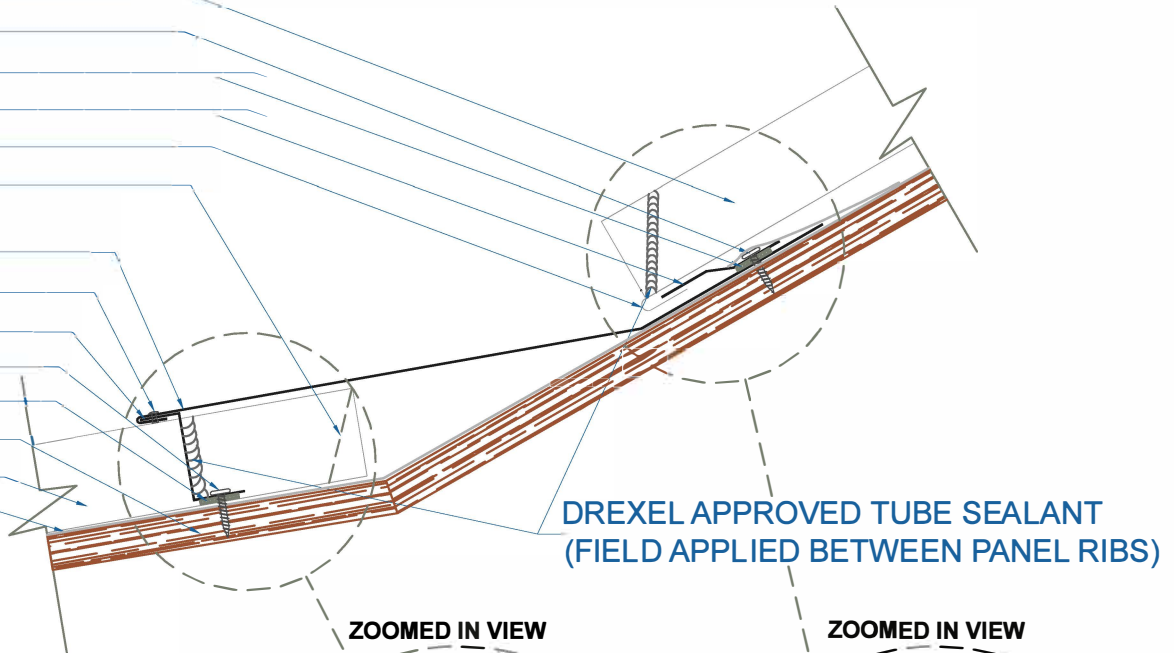 DREXEL APPROVED TUBE SEALANT
(FIELD APPLIED BETWEEN PANEL RIBS)
ZOOMED IN VIEW
ZOOMED IN VIEW